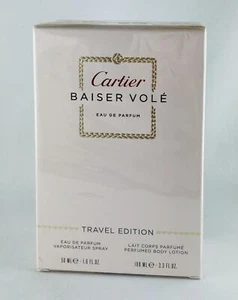 Cartier
BAISER VOLÉ
EAU DE PARFUM
TRAVEL EDITION
EAU DE PARFUM
VAPORISATEUR SPRAY
50 ML ℮ 1.6 FL.OZ.
LAIT CORPS PARFUMÉ
PERFUMED BODY LOTION
100 ML ℮ 3.3 FL.OZ.